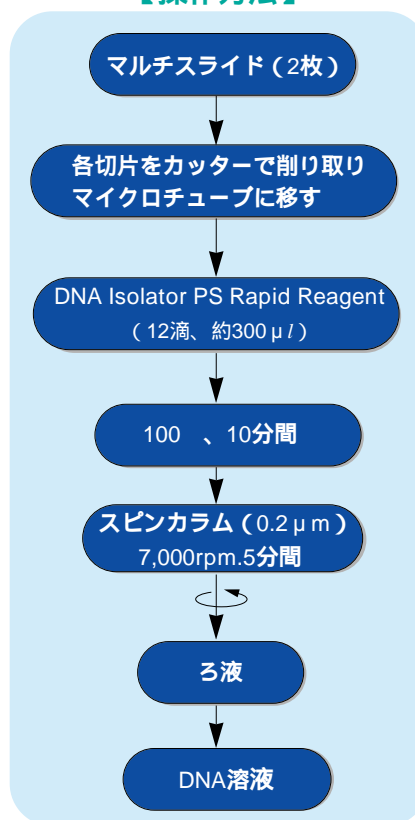 マルチスライド（2枚）
各切片をカッターで削り取り
マイクロチューブに移す
DNA Isolator PS Rapid Reagent
（12滴、約300μl）
100　、10分間
スピンカラム（0.2μm）
7,000rpm.5分間
ろ液
DNA溶液